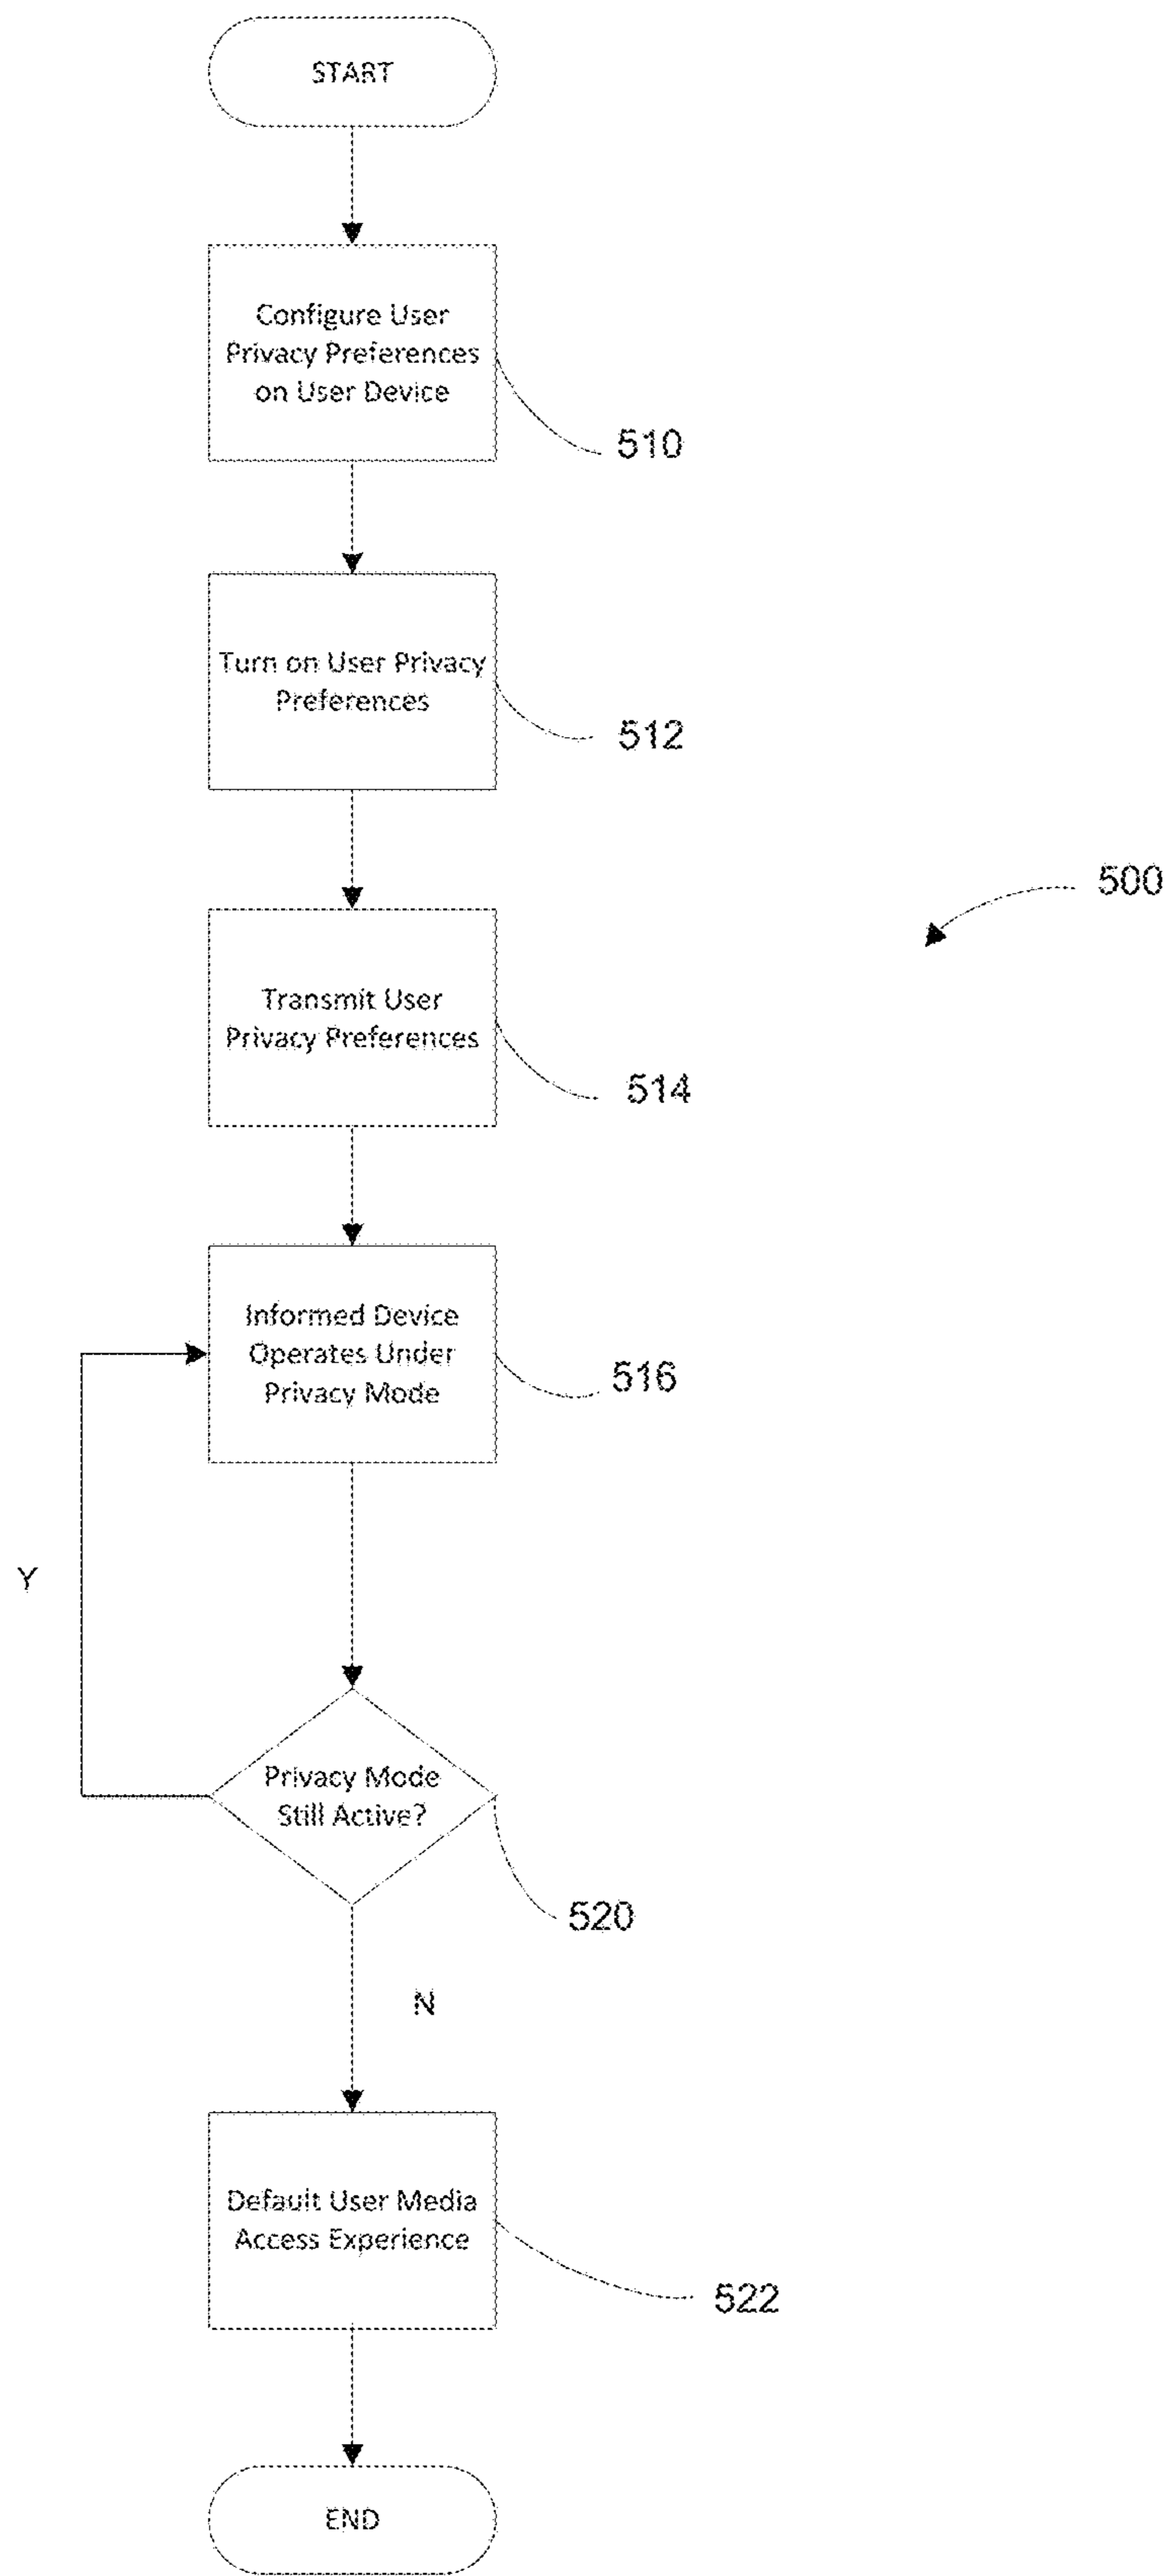 START
Configure User
Privacy Preferences
on User Device
510
Turn on User Privacy
Preferences
512
500
Transmit User
Privacy Preferences
514
Informed Device
Operates Under
Privacy Mode
516
Y
Privacy Mode
Still Active?
520
N
Default User Media
Access Experience
522
END